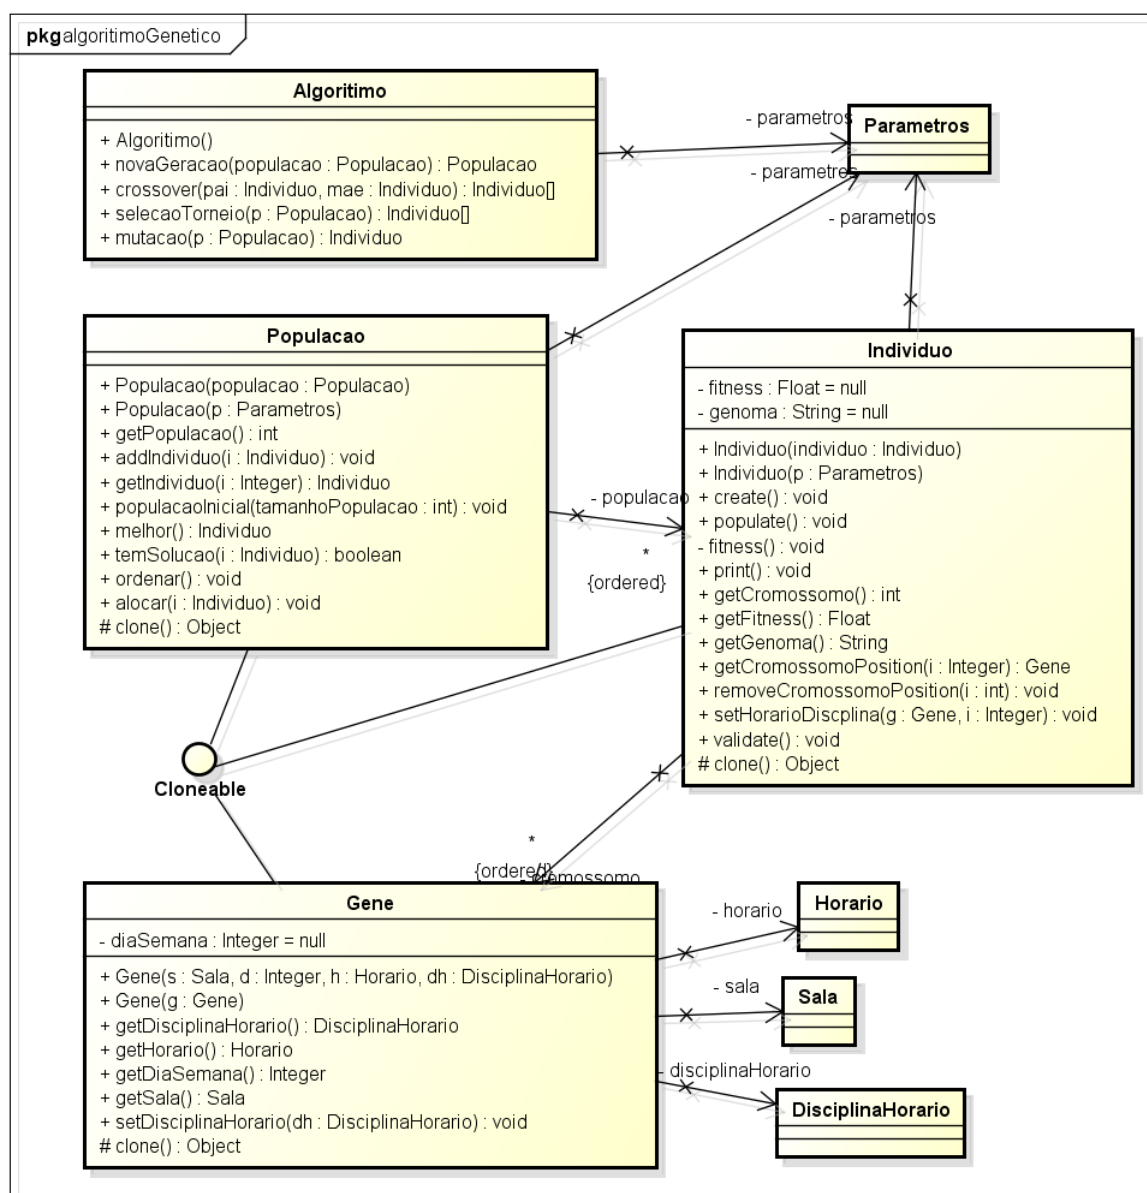 pkg algoritimoGenetico
Algoritimo
+ Algoritimo()
+ novaGeracao(populacao : Populacao) : Populacao
+ crossover(pai : Individuo, mae : Individuo) : Individuo[]
+ selecaoTorneio(p : Populacao) : Individuo[]
+ mutacao(p : Populacao) : Individuo
- parametros
Parametros
- parametros
- parametros
Populacao
+ Populacao(populacao : Populacao)
+ Populacao(p : Parametros)
+ getPopulacao() : int
+ addIndividuo(i : Individuo) : void
+ getIndividuo(i : Integer) : Individuo
+ populacaoInicial(tamanhoPopulacao : int) : void
+ melhor() : Individuo
+ temSolucao(i : Individuo) : boolean
+ ordenar() : void
+ alocar(i : Individuo) : void
# clone() : Object
- populacao
*
{ordered}
Individuo
- fitness : Float = null
- genoma : String = null
+ Individuo(individuo : Individuo)
+ Individuo(p : Parametros)
+ create() : void
+ populate() : void
- fitness() : void
+ print() : void
+ getCromossomo() : int
+ getFitness() : Float
+ getGenoma() : String
+ getCromossomoPosition(i : Integer) : Gene
+ removeCromossomoPosition(i : int) : void
+ setHorarioDiscplina(g : Gene, i : Integer) : void
+ validate() : void
# clone() : Object
Cloneable
*
{ordered}
- cromossomo
Gene
- diaSemana : Integer = null
+ Gene(s : Sala, d : Integer, h : Horario, dh : DisciplinaHorario)
+ Gene(g : Gene)
+ getDisciplinaHorario() : DisciplinaHorario
+ getHorario() : Horario
+ getDiaSemana() : Integer
+ getSala() : Sala
+ setDisciplinaHorario(dh : DisciplinaHorario) : void
# clone() : Object
- horario
Horario
- sala
Sala
- disciplinaHorario
DisciplinaHorario